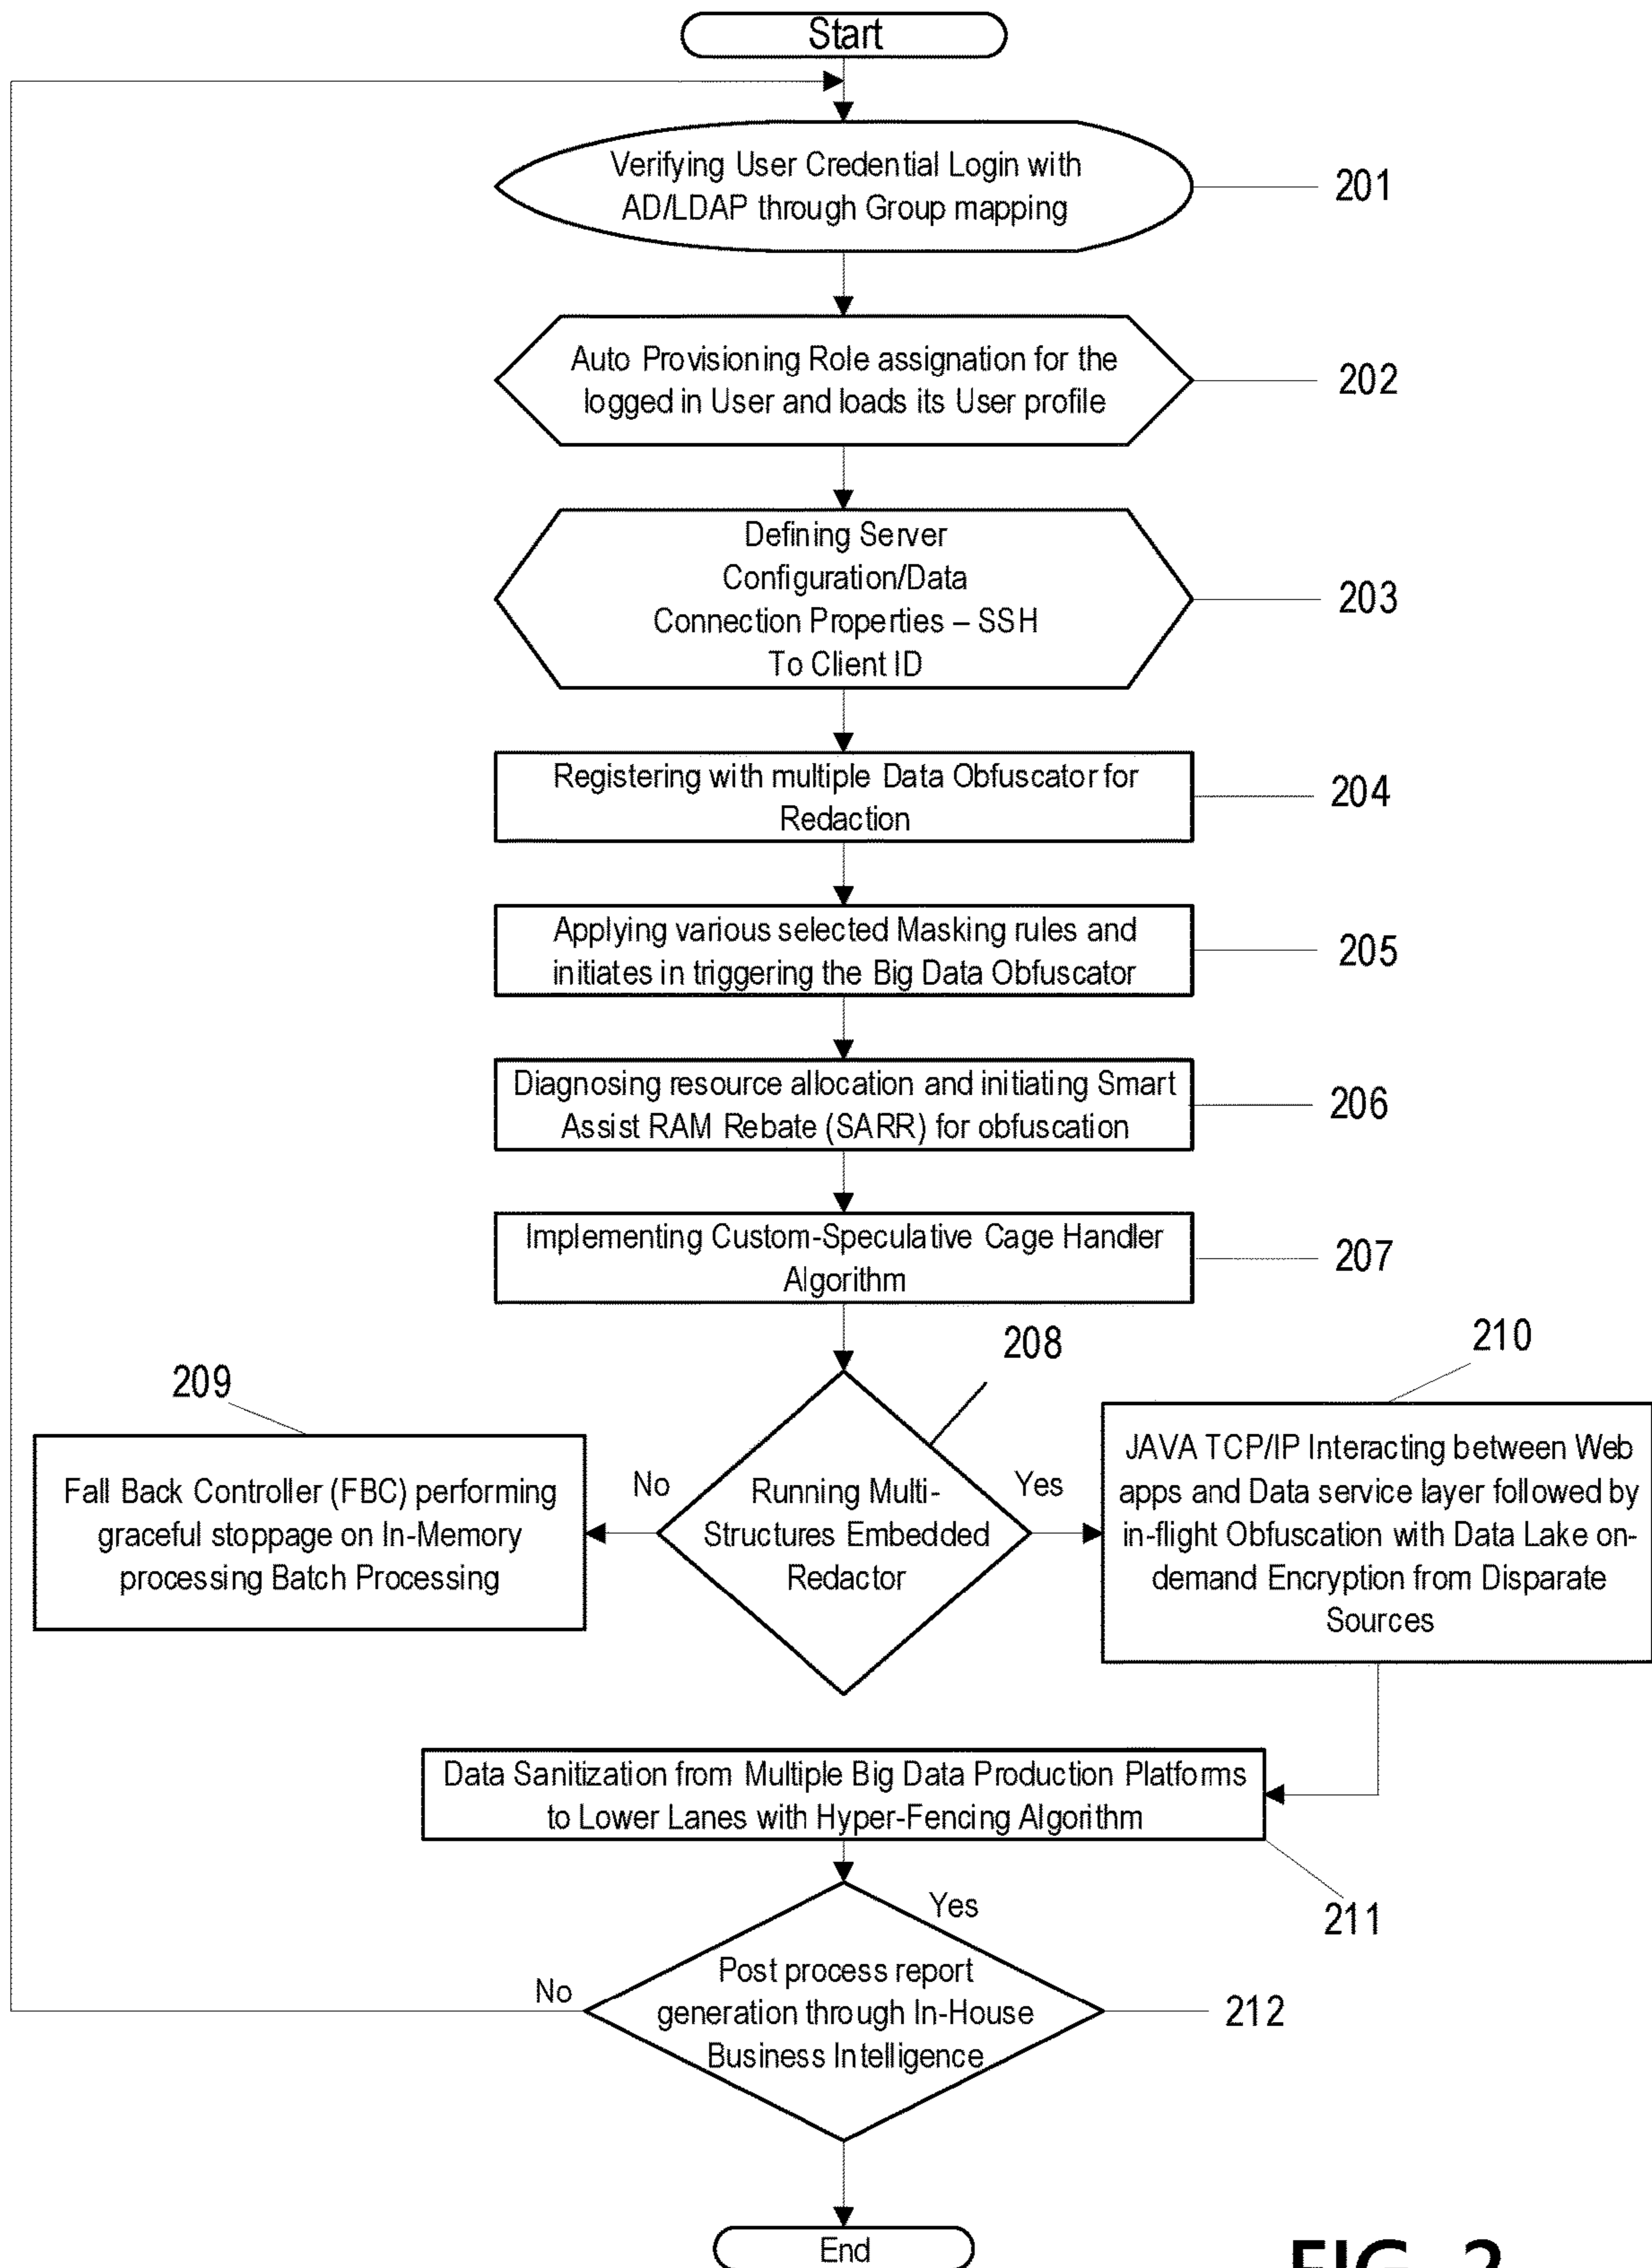 Start
Verifying User Credential Login with
AD/LDAP through Group mapping
201
Auto Provisioning Role assignation for the
logged in User and loads its User profile
202
Defining Server
Configuration/Data
Connection Properties – SSH
To Client ID
203
Registering with multiple Data Obfuscator for
Redaction
204
Applying various selected Masking rules and
initiates in triggering the Big Data Obfuscator
205
Diagnosing resource allocation and initiating Smart
Assist RAM Rebate (SARR) for obfuscation
206
Implementing Custom-Speculative Cage Handler
Algorithm
207
208
210
209
Fall Back Controller (FBC) performing
graceful stoppage on In-Memory
processing Batch Processing
No
Running Multi-
Structures Embedded
Redactor
Yes
JAVA TCP/IP Interacting between Web
apps and Data service layer followed by
in-flight Obfuscation with Data Lake on-
demand Encryption from Disparate
Sources
Data Sanitization from Multiple Big Data Production Platforms
to Lower Lanes with Hyper-Fencing Algorithm
211
Yes
No
Post process report
generation through In-House
Business Intelligence
212
End
FIG. 2